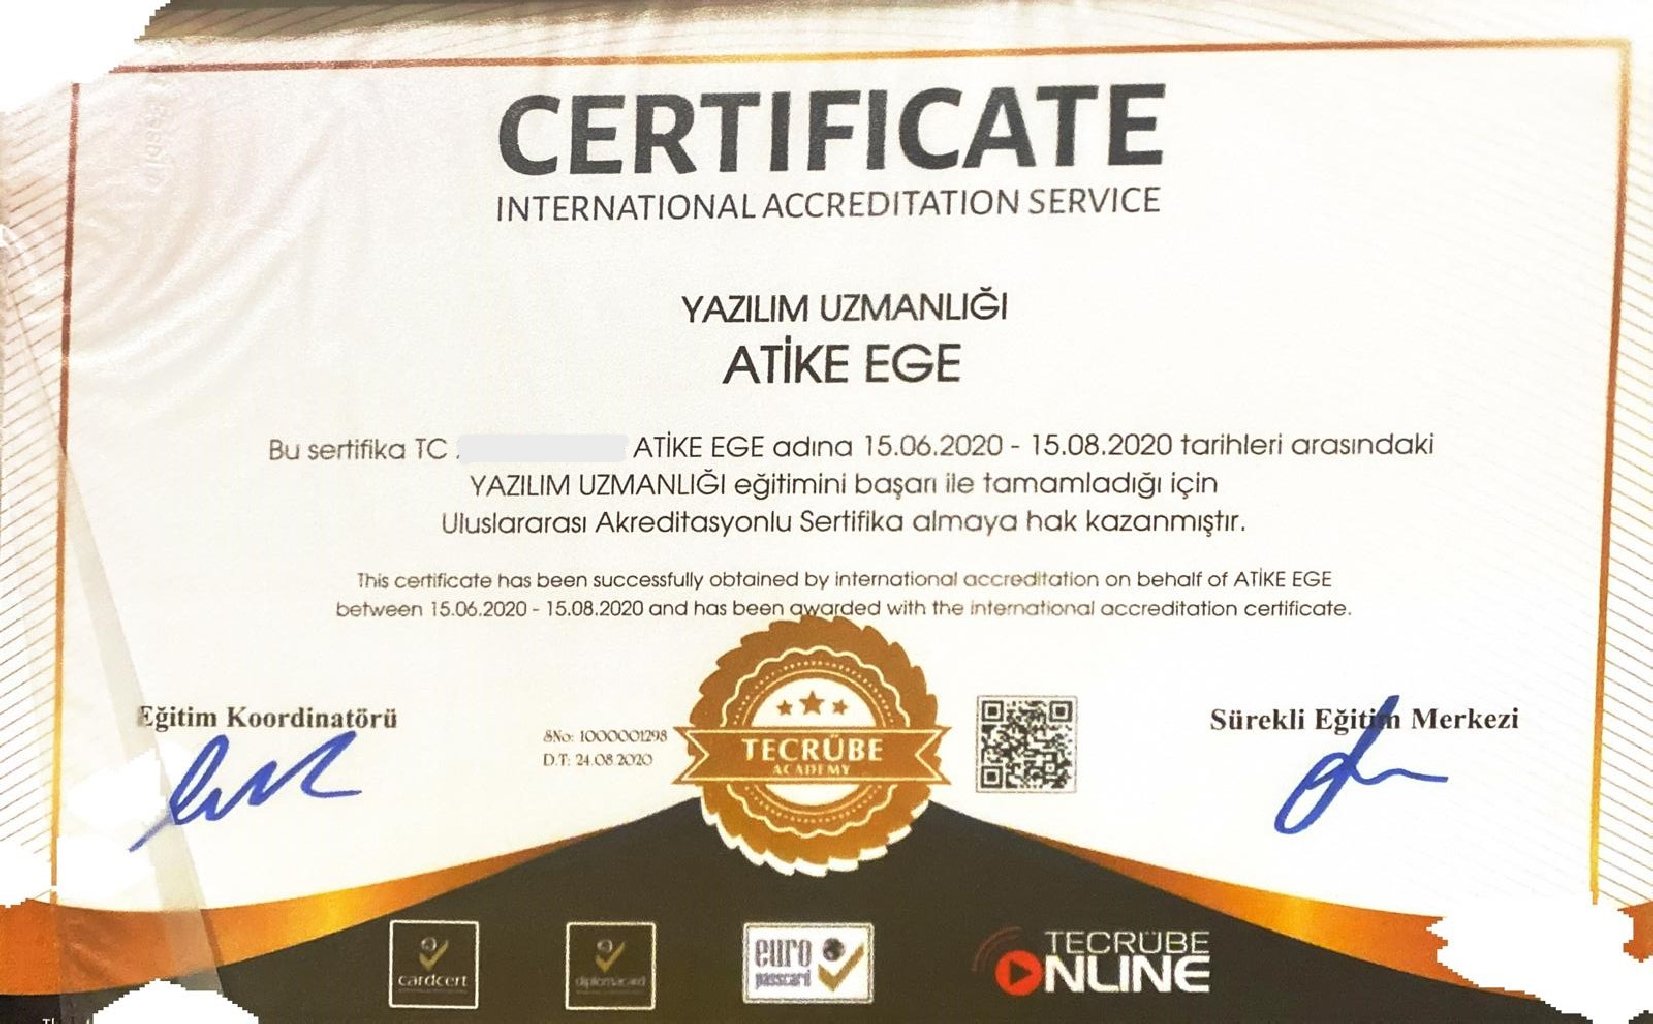 CERTIFICATE
INTERNATIONAL ACCREDITATION SERVICE
YAZILIM UZMANLIĞI
ATİKE EGE
Bu sertifika TC ATİKE EGE adına 15.06.2020 - 15.08.2020 tarihleri arasındaki
YAZILIM UZMANLIĞI eğitimini başarı ile tamamladığı için
Uluslararası Akreditasyonlu Sertifika almaya hak kazanmıştır.
This certificate has been successfully obtained by international accreditation on behalf of ATİKE EGE
between 15.06.2020 - 15.08.2020 and has been awarded with the international accreditation certificate.
Eğitim Koordinatörü
SNo: 1000001298
D.T: 24.08.2020
TECRÜBE
ACADEMY
Sürekli Eğitim Merkezi
cardcert
diplomacard
euro
passcard
TECRÜBE
ONLINE